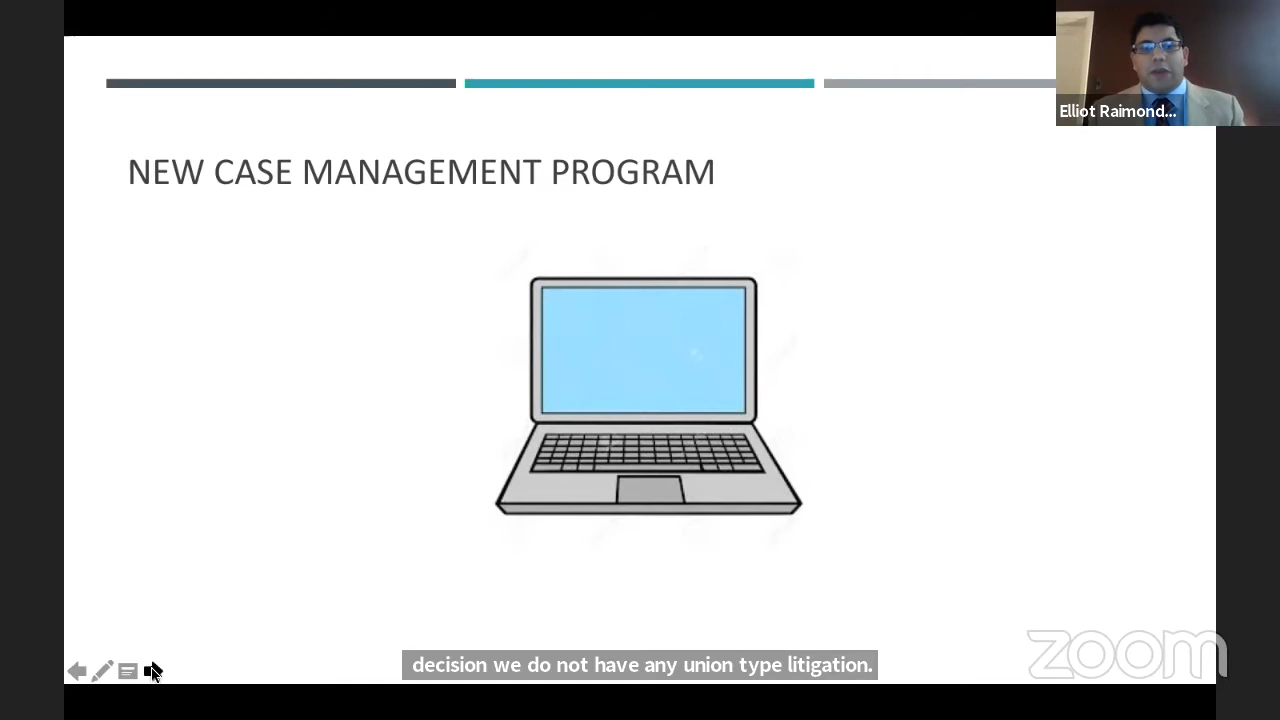 Elliot Raimond...
NEW CASE MANAGEMENT PROGRAM
decision we do not have any union type litigation.
zoom